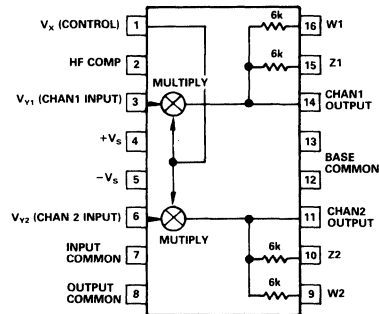 Vx (CONTROL) 1
6k
16 W1
HF COMP 2
6k
15 Z1
MULTIPLY
VY1 (CHAN1 INPUT) 3
14 CHAN1 OUTPUT
+Vs 4
13
BASE COMMON
−Vs 5
12
VY2 (CHAN 2 INPUT) 6
11 CHAN2 OUTPUT
MUTIPLY
INPUT COMMON 7
6k
10 Z2
OUTPUT COMMON 8
6k
9 W2